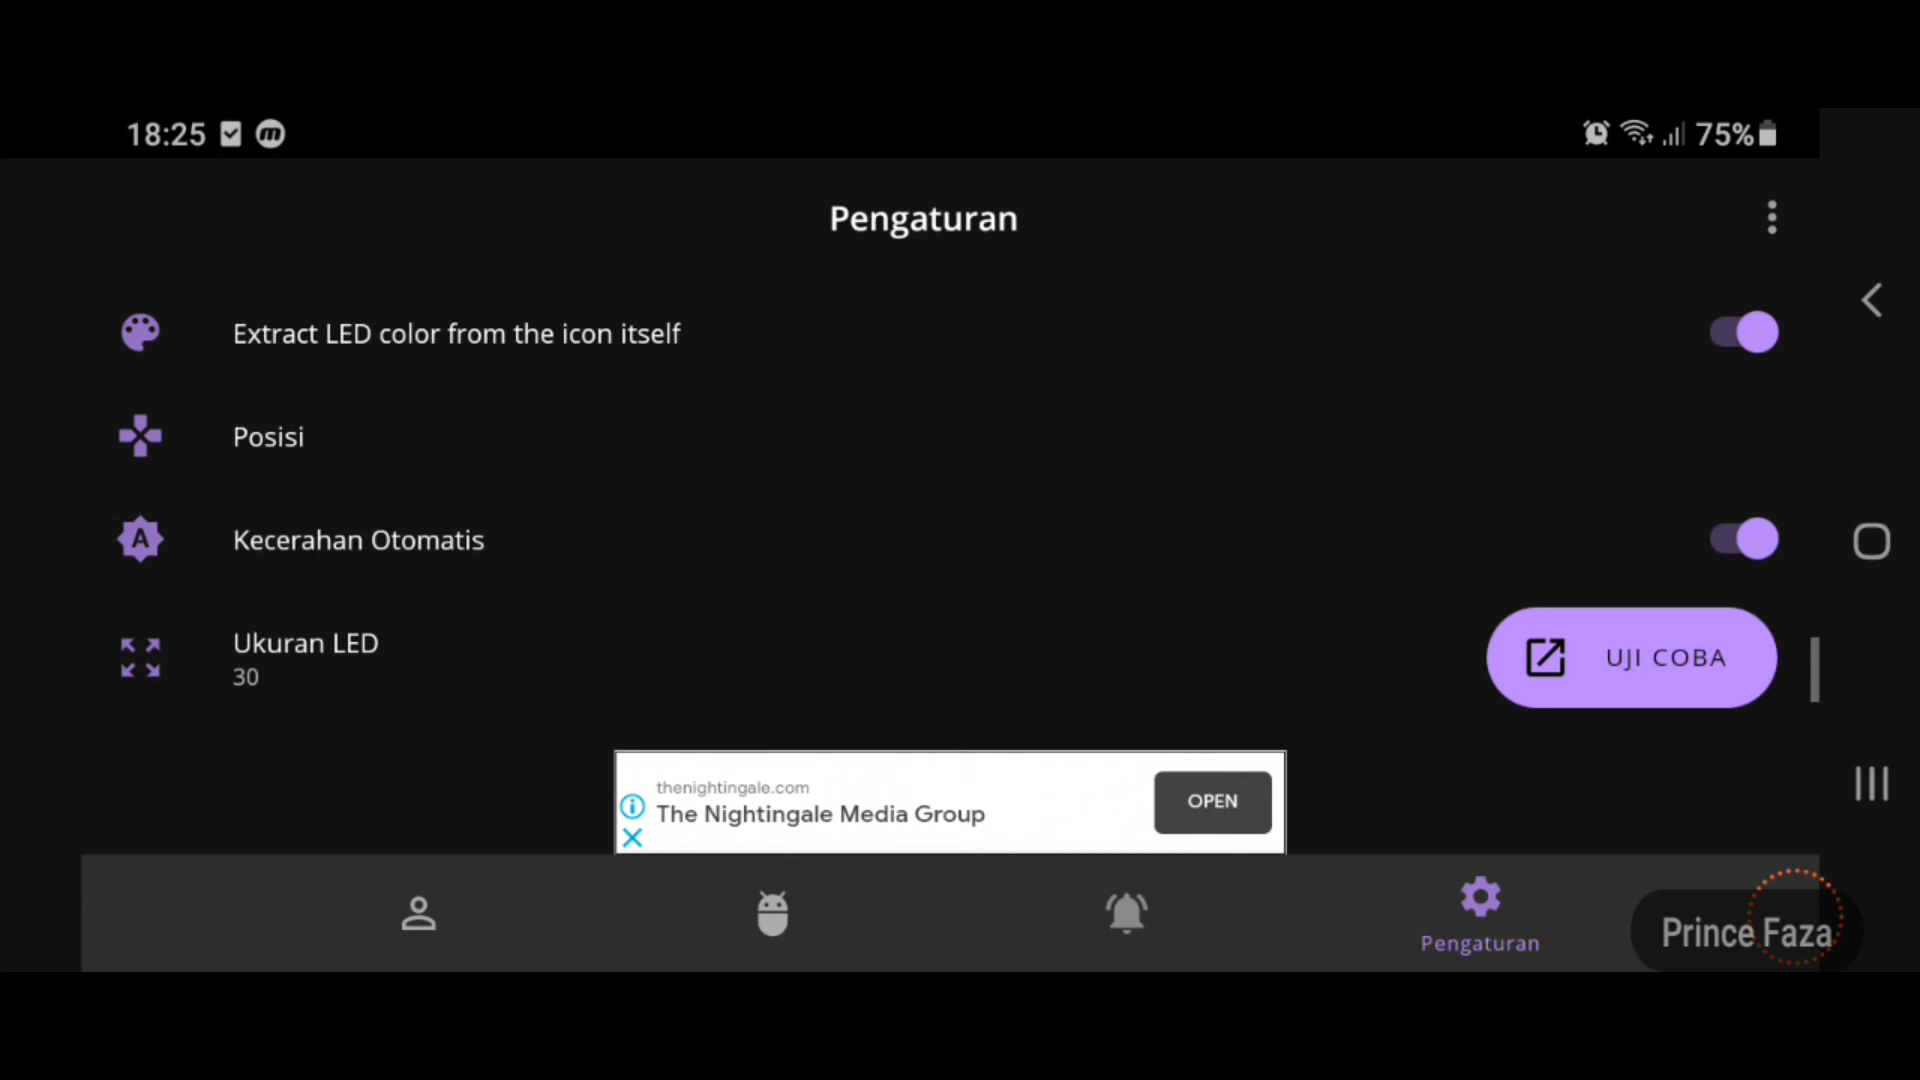 18:25
75%
Pengaturan
Extract LED color from the icon itself
Posisi
A
Kecerahan Otomatis
Ukuran LED
30
UJI COBA
thenightingale.com
The Nightingale Media Group
OPEN
Pengaturan
Prince Faza